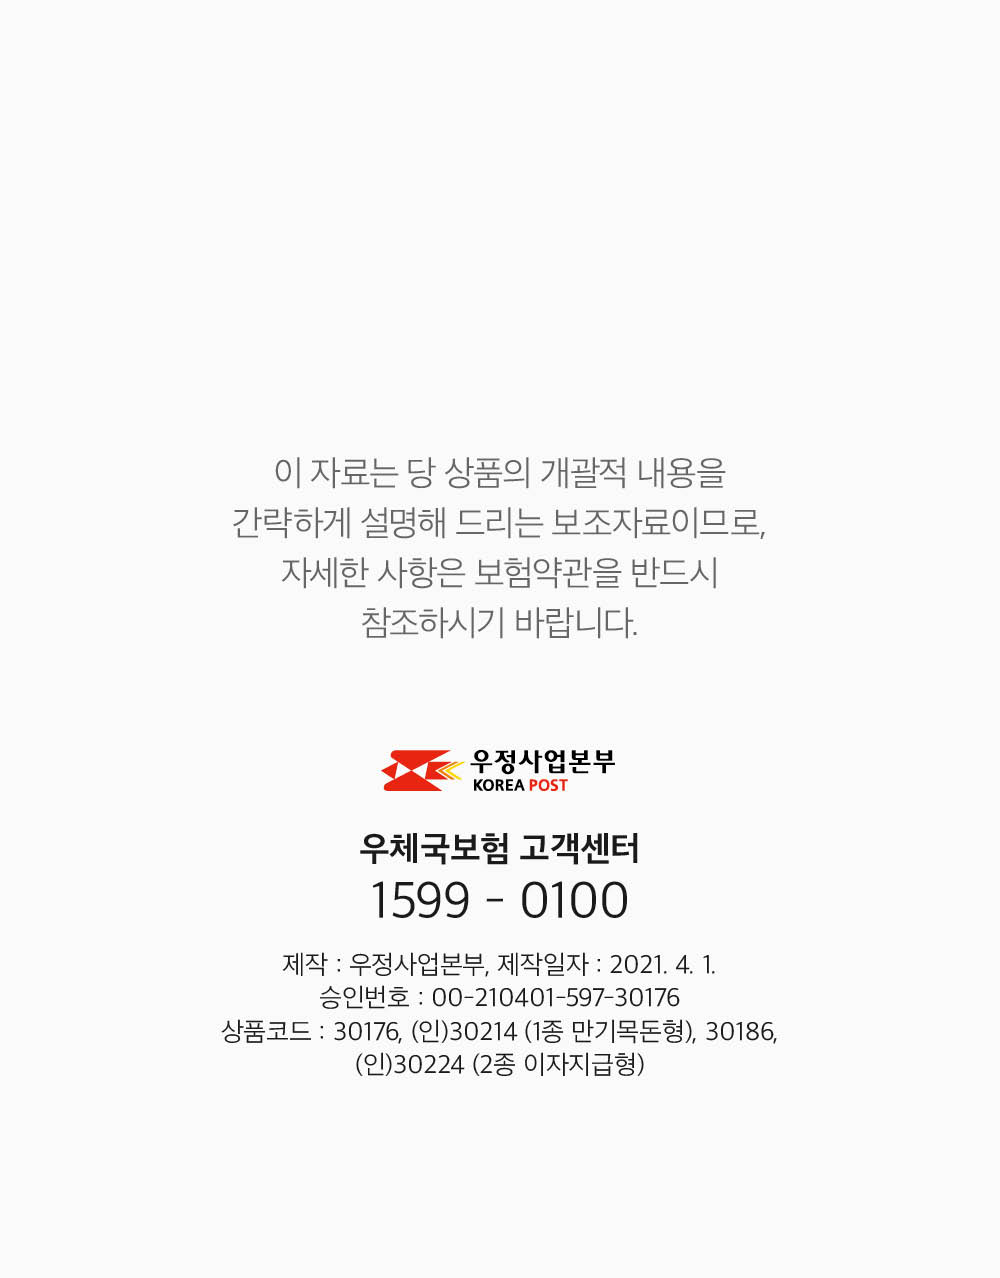 이 자료는 당 상품의 개괄적 내용을
간략하게 설명해 드리는 보조자료이므로,
자세한 사항은 보험약관을 반드시
참조하시기 바랍니다.
우정사업본부
KOREA POST
우체국보험 고객센터
1599 - 0100
제작 : 우정사업본부, 제작일자 : 2021. 4. 1.
승인번호 : 00-210401-597-30176
상품코드 : 30176, (인)30214 (1종 만기목돈형), 30186,
(인)30224 (2종 이자지급형)